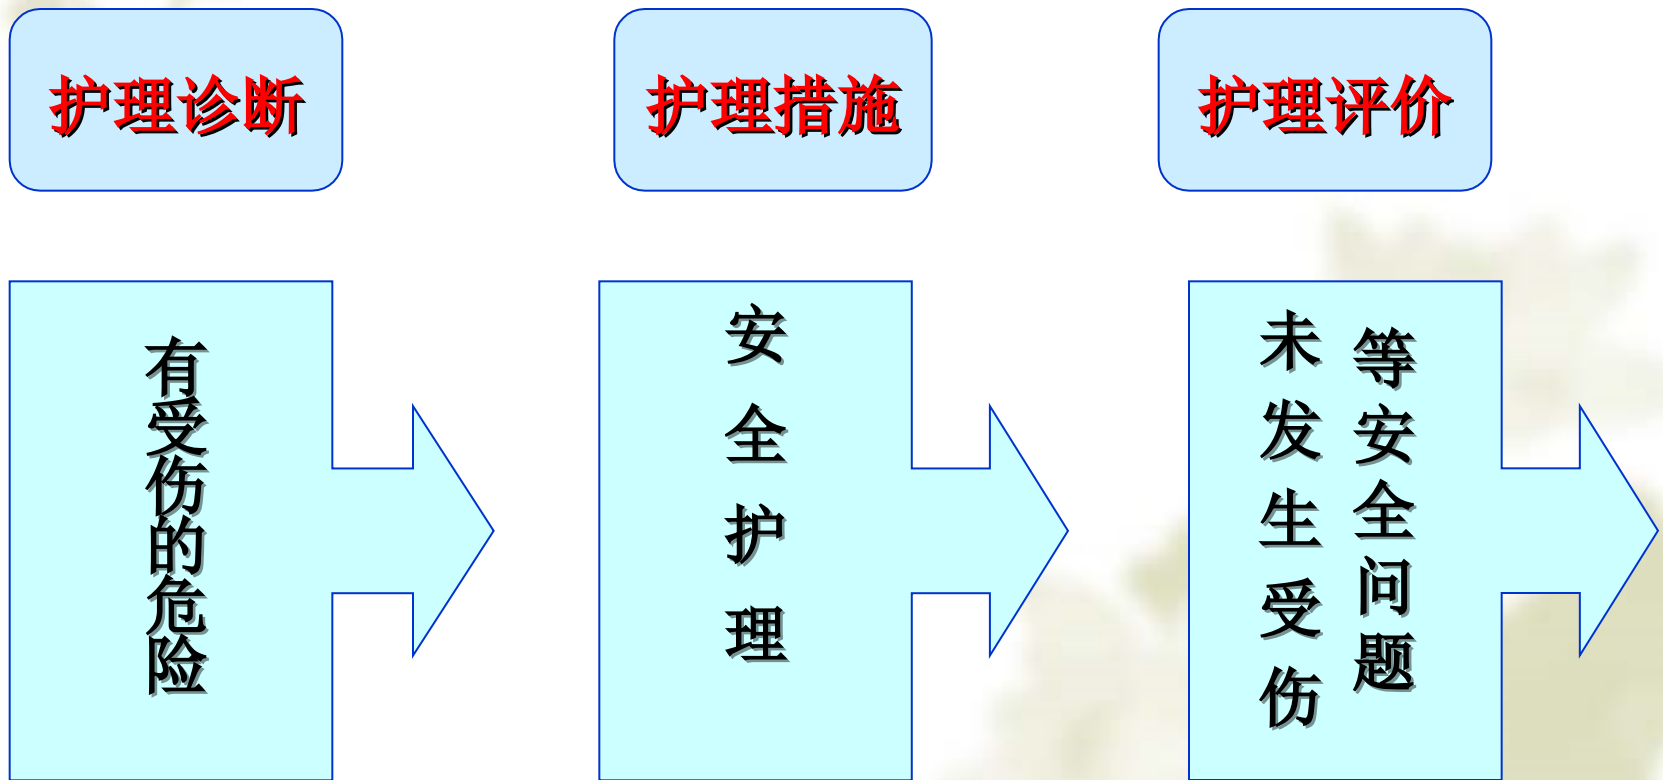 护理诊断
护理措施
护理评价
有受伤的危险
安全护理
未发生受伤
等安全问题